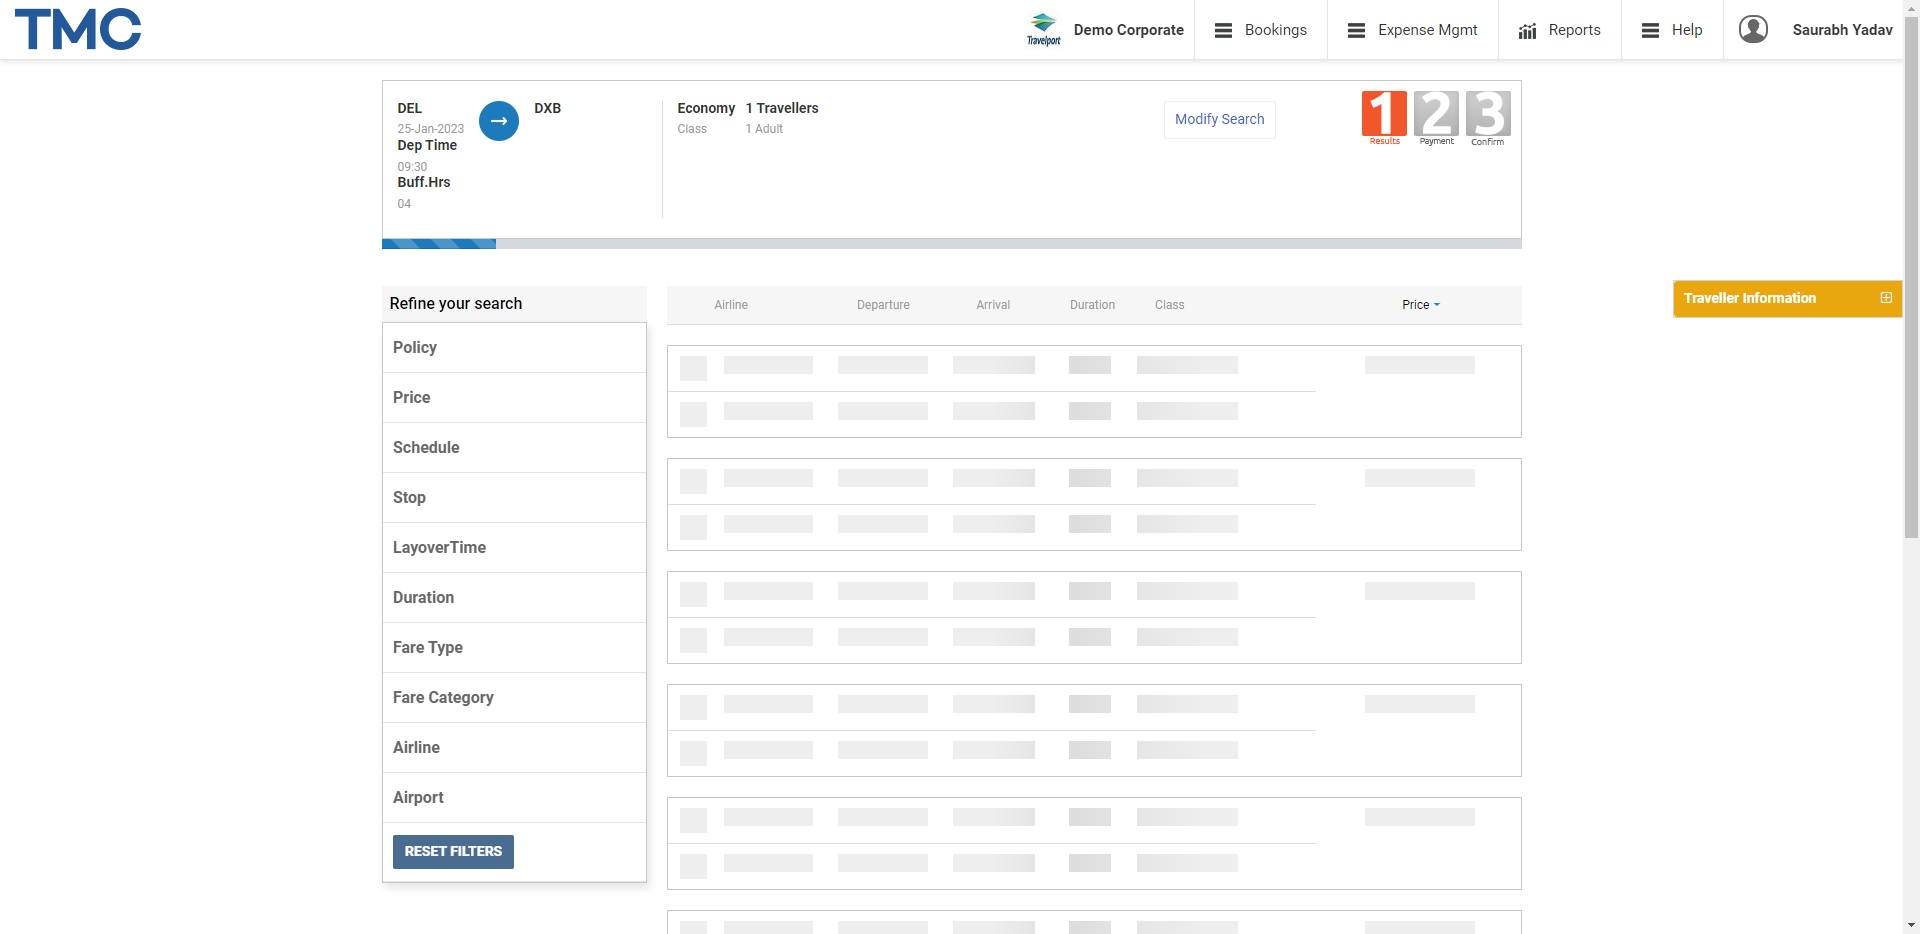 TMC
Travelport
Demo Corporate
Bookings
Expense Mgmt
Reports
Help
Saurabh Yadav
DEL
25-Jan-2023
Dep Time
09:30
Buff.Hrs
04
DXB
Economy
Class
1 Travellers
1 Adult
Modify Search
1
Results
2
Payment
3
Confirm
Refine your search
Policy
Price
Schedule
Stop
LayoverTime
Duration
Fare Type
Fare Category
Airline
Airport
RESET FILTERS
Airline Departure Arrival Duration Class Price
Traveller Information